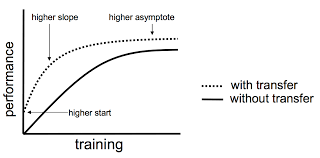 higher slope
higher asymptote
performance
higher start
training
with transfer
without transfer